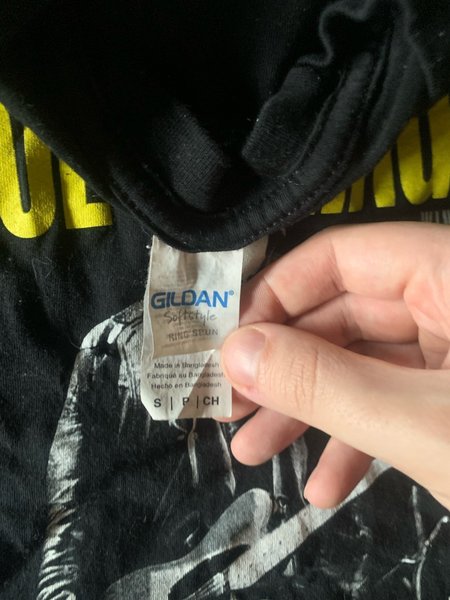 GILDAN®
Softstyle
RING SPUN
Made in Bangladesh
Fabriqué au Bangladesh
Hecho en Bangladesh
S | P | CH